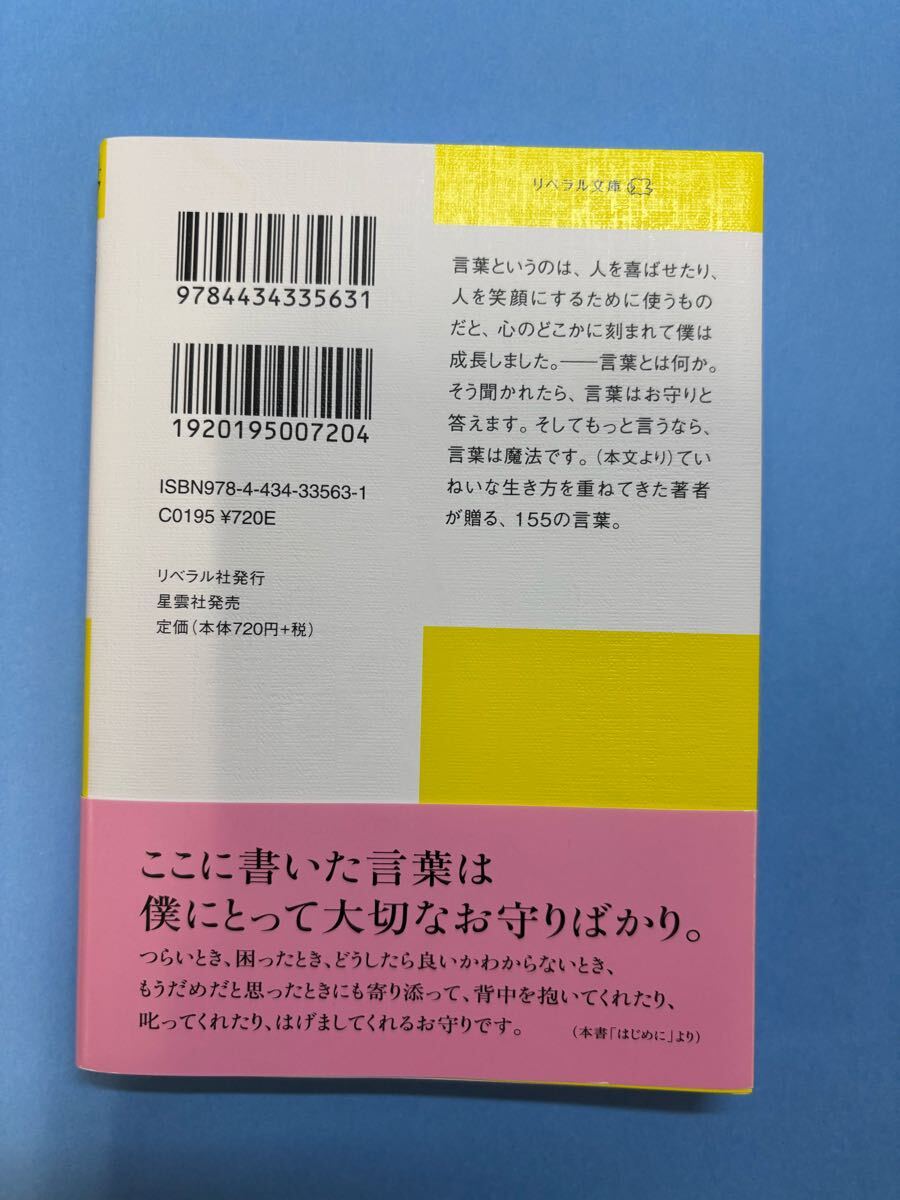 リベラル文庫
9784434335631
1920195007204
ISBN978-4-434-33563-1
C0195 ¥720E
リベラル社発行
星雲社発売
定価(本体720円+税)
言葉というのは、人を喜ばせたり、
人を笑顔にするために使うもの
だと、心のどこかに刻まれて僕は
成長しました。――言葉とは何か。
そう聞かれたら、言葉はお守りと
答えます。そしてもっと言うなら、
言葉は魔法です。(本文より)てい
ねいな生き方を重ねてきた著者
が贈る、155の言葉。
ここに書いた言葉は
僕にとって大切なお守りばかり。
つらいとき、困ったとき、どうしたら良いかわからないとき、
もうだめだと思ったときにも寄り添って、背中を抱いてくれたり、
叱ってくれたり、はげましてくれるお守りです。 (本書「はじめに」より)